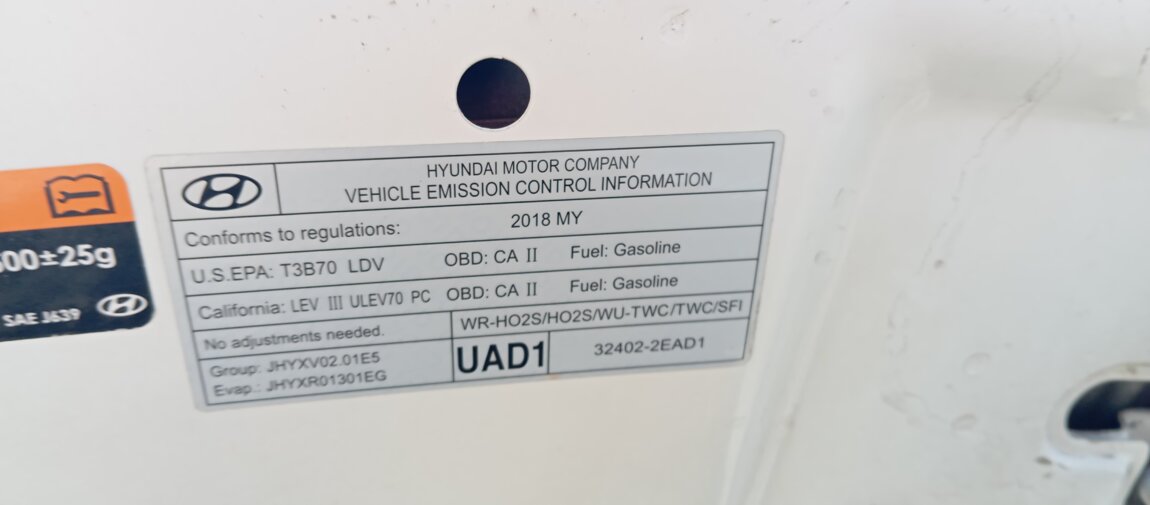 HYUNDAI MOTOR COMPANY
VEHICLE EMISSION CONTROL INFORMATION
Conforms to regulations: 2018 MY
U.S.EPA: T3B70 LDV OBD: CA II Fuel: Gasoline
California: LEV III ULEV70 PC OBD: CA II Fuel: Gasoline
No adjustments needed. WR-HO2S/HO2S/WU-TWC/TWC/SFI
Group: JHYXV02.01E5
Evap.: JHYXR01301EG
UAD1
32402-2EAD1
00±25g
SAE J639